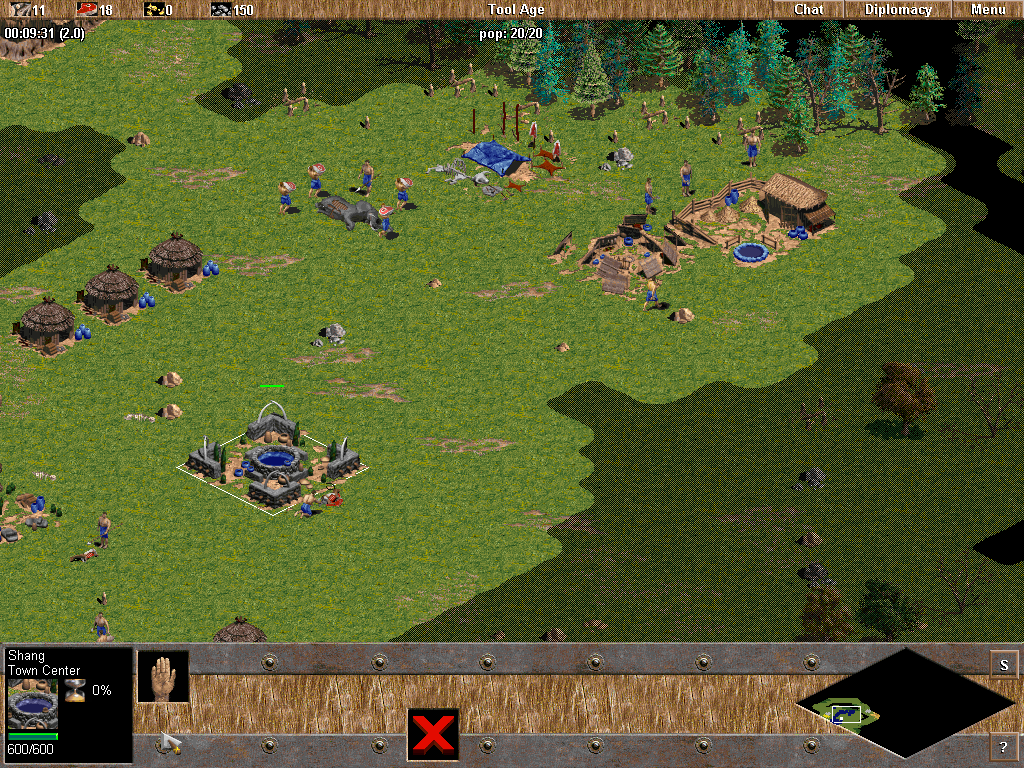 11 18 0 150 Tool Age Chat Diplomacy Menu
00:09:31 (2.0) pop: 20/20
Shang
Town Center
0%
600/600
S
?